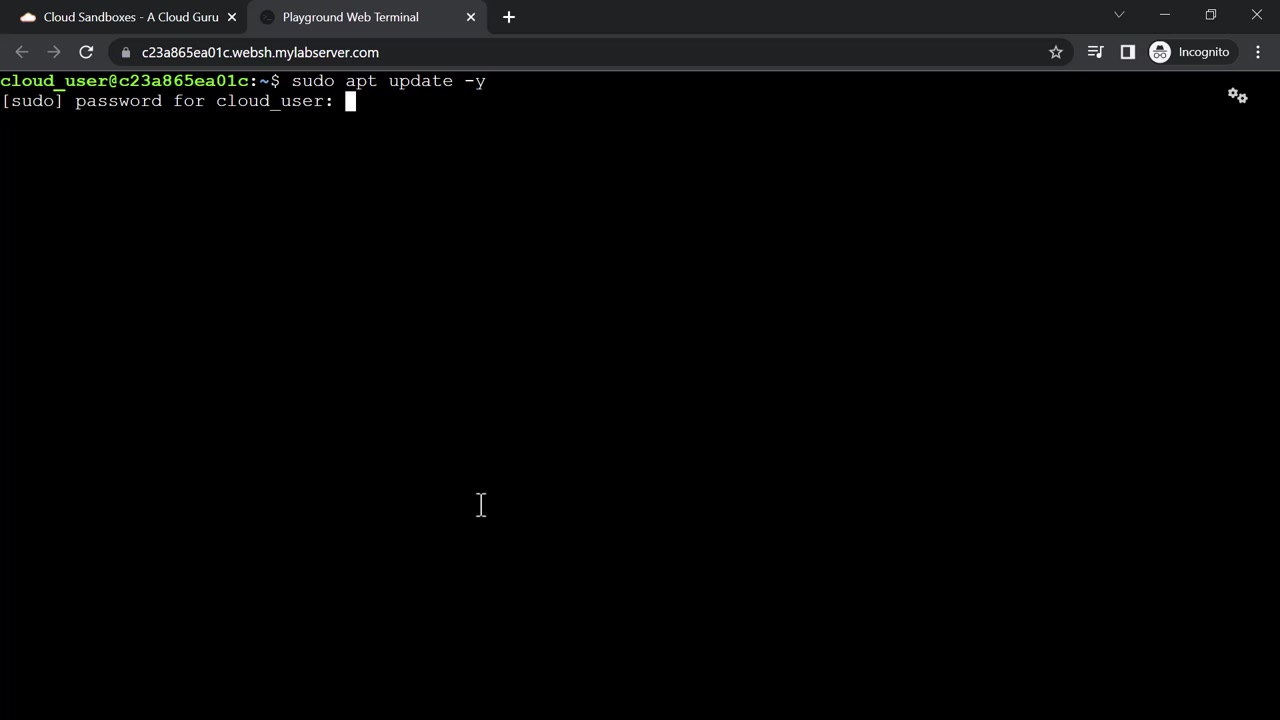 Cloud Sandboxes - A Cloud Guru
Playground Web Terminal
c23a865ea01c.websh.mylabserver.com
Incognito
cloud_user@c23a865ea01c:~$ sudo apt update -y
[sudo] password for cloud_user: